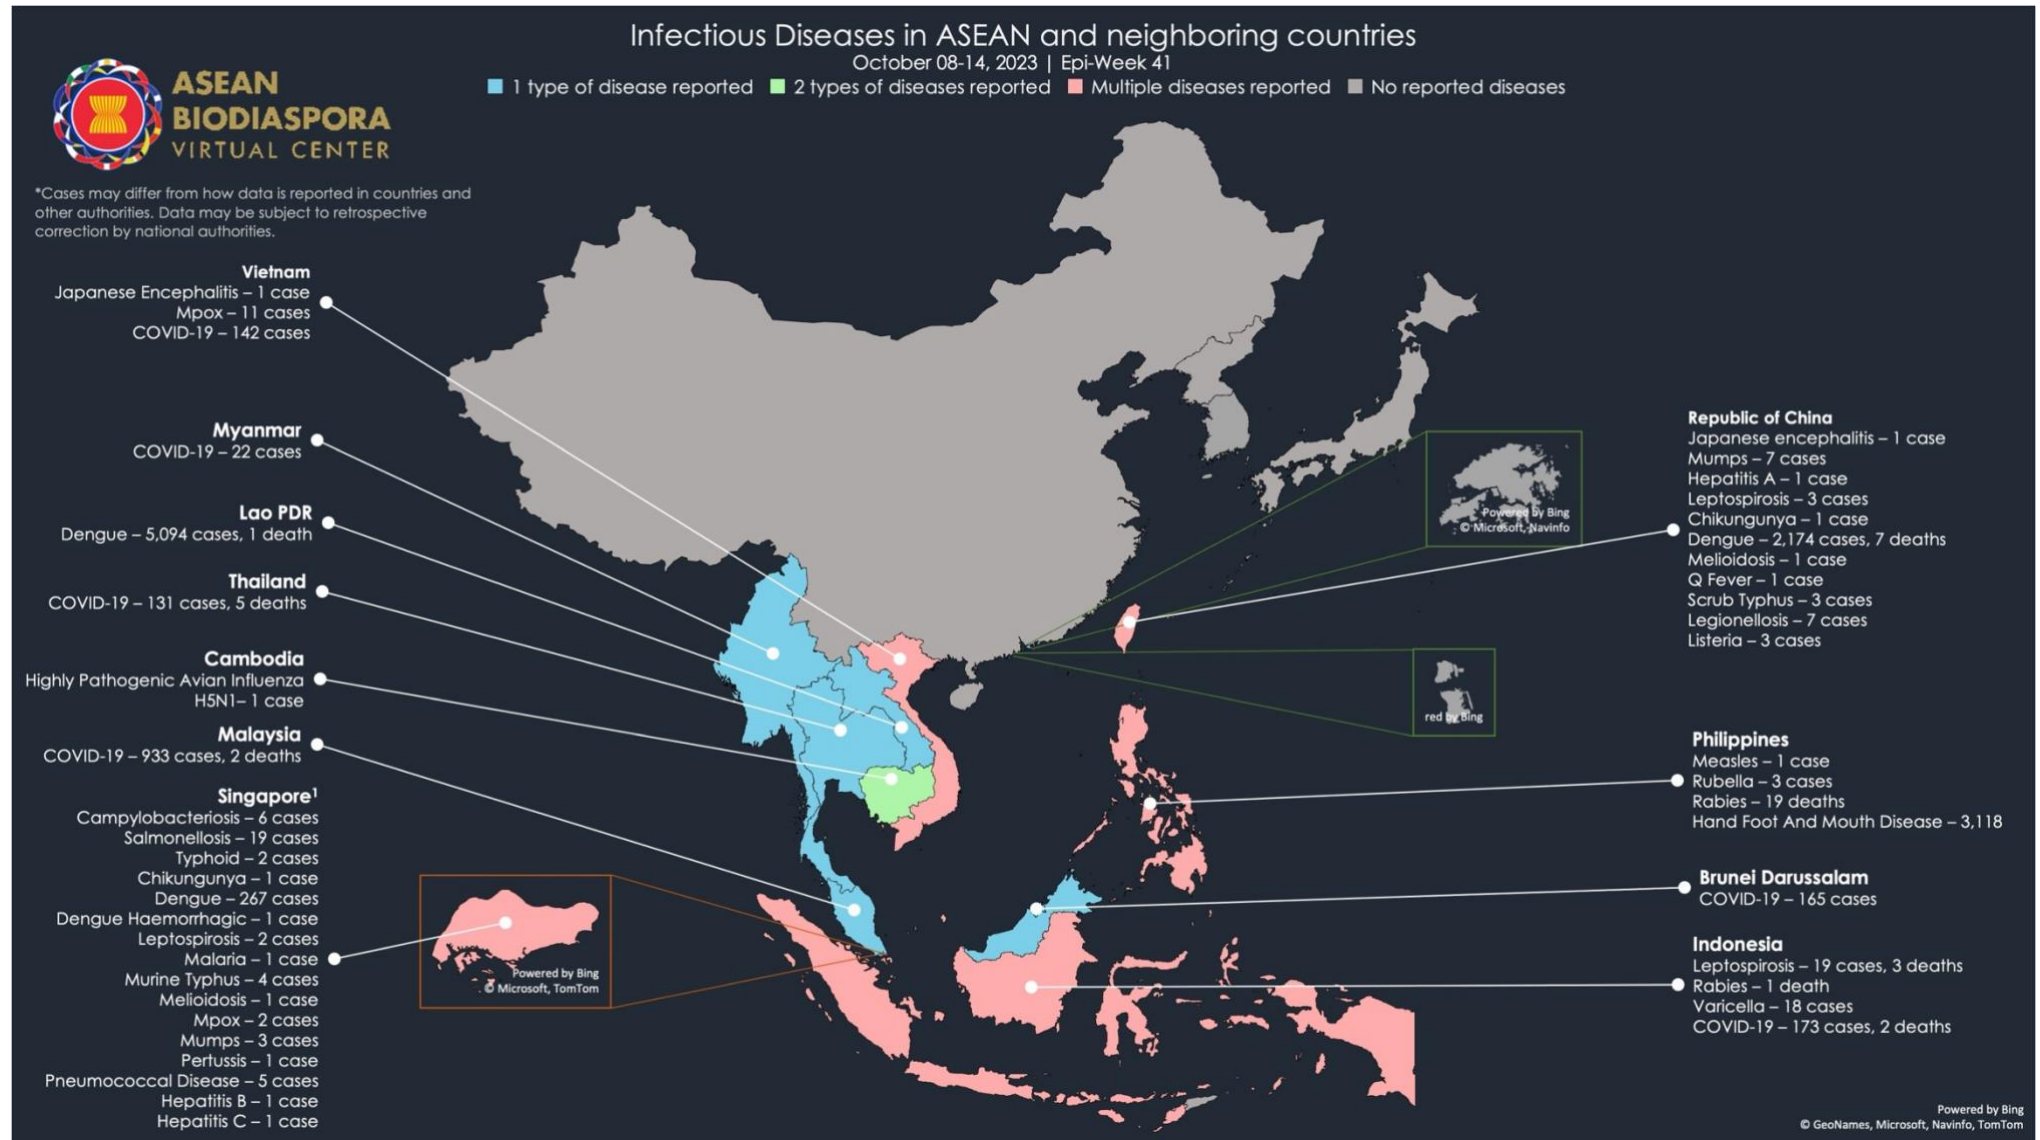 Infectious Diseases in ASEAN and neighboring countries
October 08-14, 2023 | Epi-Week 41
1 type of disease reported 2 types of diseases reported Multiple diseases reported No reported diseases
ASEAN
BIODIASPORA
VIRTUAL CENTER
*Cases may differ from how data is reported in countries and
other authorities. Data may be subject to retrospective
correction by national authorities.
Vietnam
Japanese Encephalitis – 1 case
Mpox – 11 cases
COVID-19 – 142 cases
Myanmar
COVID-19 – 22 cases
Lao PDR
Dengue – 5,094 cases, 1 death
Thailand
COVID-19 – 131 cases, 5 deaths
Cambodia
Highly Pathogenic Avian Influenza
H5N1– 1 case
Malaysia
COVID-19 – 933 cases, 2 deaths
Singapore¹
Campylobacteriosis – 6 cases
Salmonellosis – 19 cases
Typhoid – 2 cases
Chikungunya – 1 case
Dengue – 267 cases
Dengue Haemorrhagic – 1 case
Leptospirosis – 2 cases
Malaria – 1 case
Murine Typhus – 4 cases
Melioidosis – 1 case
Mpox – 2 cases
Mumps – 3 cases
Pertussis – 1 case
Pneumococcal Disease – 5 cases
Hepatitis B – 1 case
Hepatitis C – 1 case
Powered by Bing
© Microsoft, TomTom
Powered by Bing
© Microsoft, Navinfo
red by Bing
Republic of China
Japanese encephalitis – 1 case
Mumps – 7 cases
Hepatitis A – 1 case
Leptospirosis – 3 cases
Chikungunya – 1 case
Dengue – 2,174 cases, 7 deaths
Melioidosis – 1 case
Q Fever – 1 case
Scrub Typhus – 3 cases
Legionellosis – 7 cases
Listeria – 3 cases
Philippines
Measles – 1 case
Rubella – 3 cases
Rabies – 19 deaths
Hand Foot And Mouth Disease – 3,118
Brunei Darussalam
COVID-19 – 165 cases
Indonesia
Leptospirosis – 19 cases, 3 deaths
Rabies – 1 death
Varicella – 18 cases
COVID-19 – 173 cases, 2 deaths
Powered by Bing
© GeoNames, Microsoft, Navinfo, TomTom